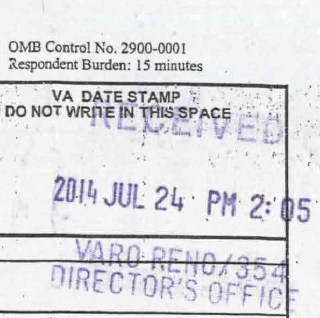 OMB Control No. 2900-0001
Respondent Burden: 15 minutes
VA DATE STAMP
DO NOT WRITE IN THIS SPACE
RECEIVED
2014 JUL 24 PM 2: 05
VARO RENO/354
DIRECTOR'S OFFICE